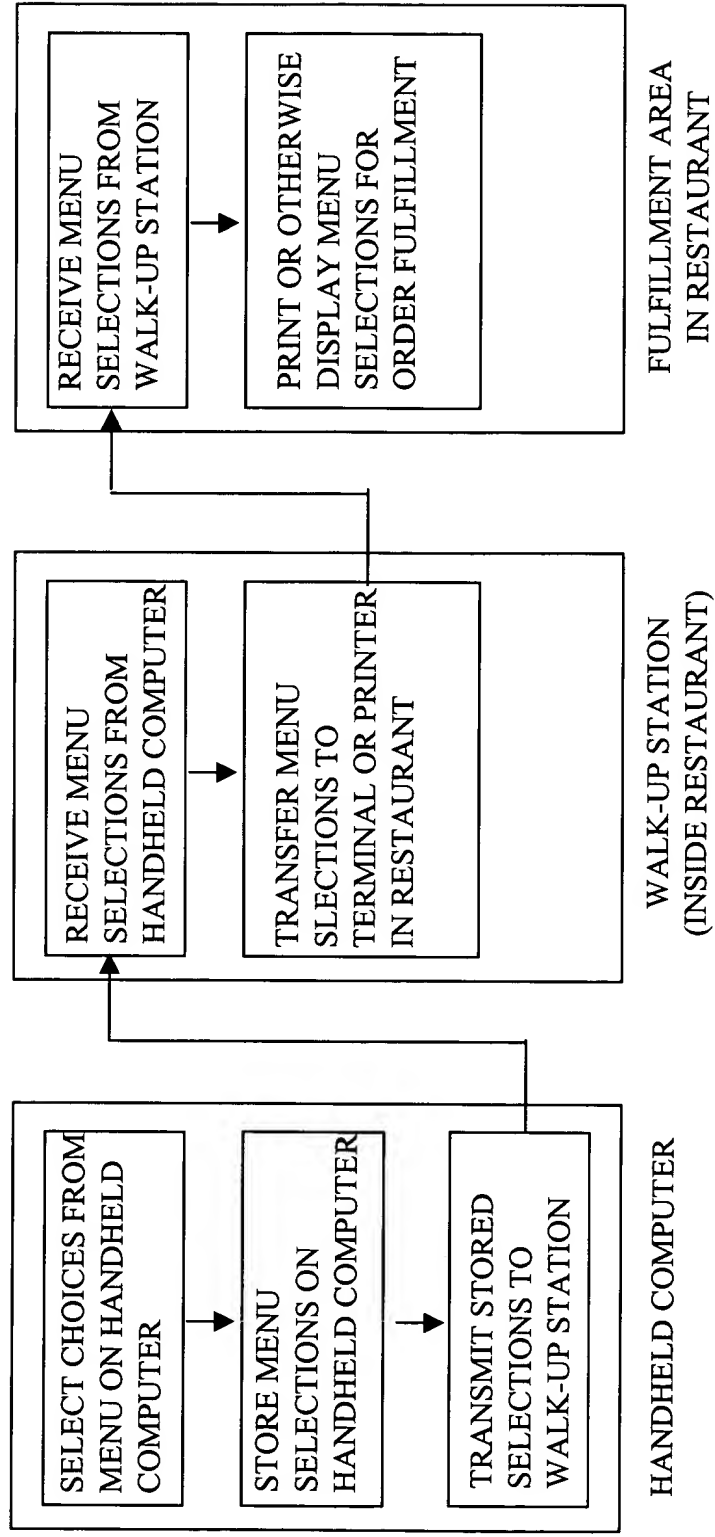 SELECT CHOICES FROM
MENU ON HANDHELD
COMPUTER
STORE MENU
SELECTIONS ON
HANDHELD COMPUTER
TRANSMIT STORED
SELECTIONS TO
WALK-UP STATION
HANDHELD COMPUTER
RECEIVE MENU
SELECTIONS FROM
HANDHELD COMPUTER
TRANSFER MENU
SLECTIONS TO
TERMINAL OR PRINTER
IN RESTAURANT
WALK-UP STATION
(INSIDE RESTAURANT)
RECEIVE MENU
SELECTIONS FROM
WALK-UP STATION
PRINT OR OTHERWISE
DISPLAY MENU
SELECTIONS FOR
ORDER FULFILLMENT
FULFILLMENT AREA
IN RESTAURANT